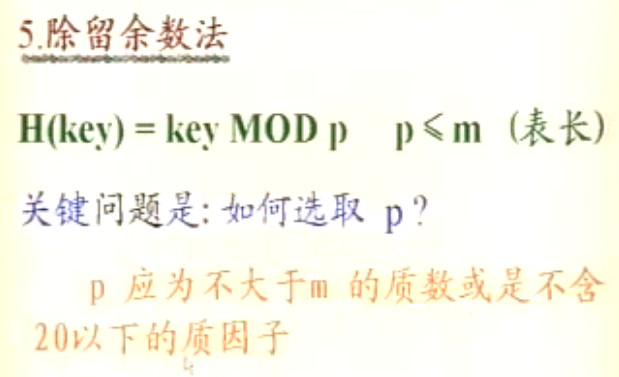 5.除留余数法
H(key) = key MOD p p≤m (表长)
关键问题是:如何选取 p?
p 应为不大于m 的质数或是不含
20以下的质因子